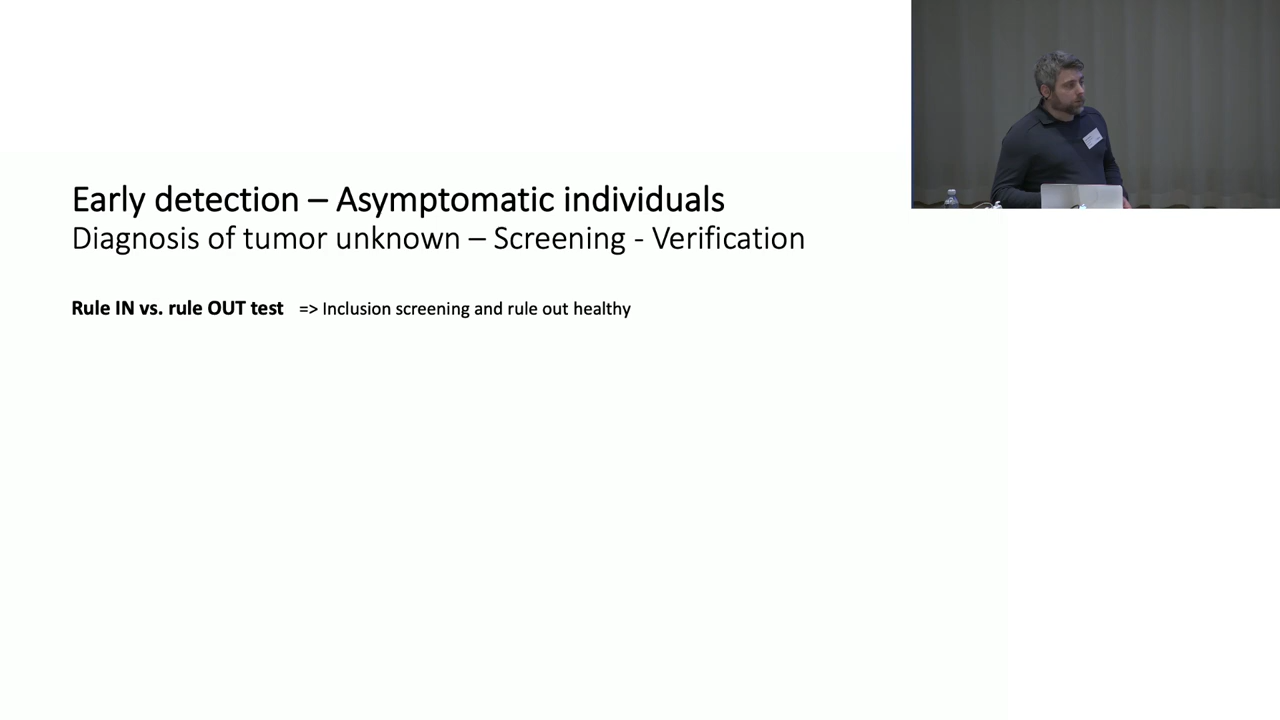 Early detection – Asymptomatic individuals
Diagnosis of tumor unknown – Screening - Verification
Rule IN vs. rule OUT test => Inclusion screening and rule out healthy